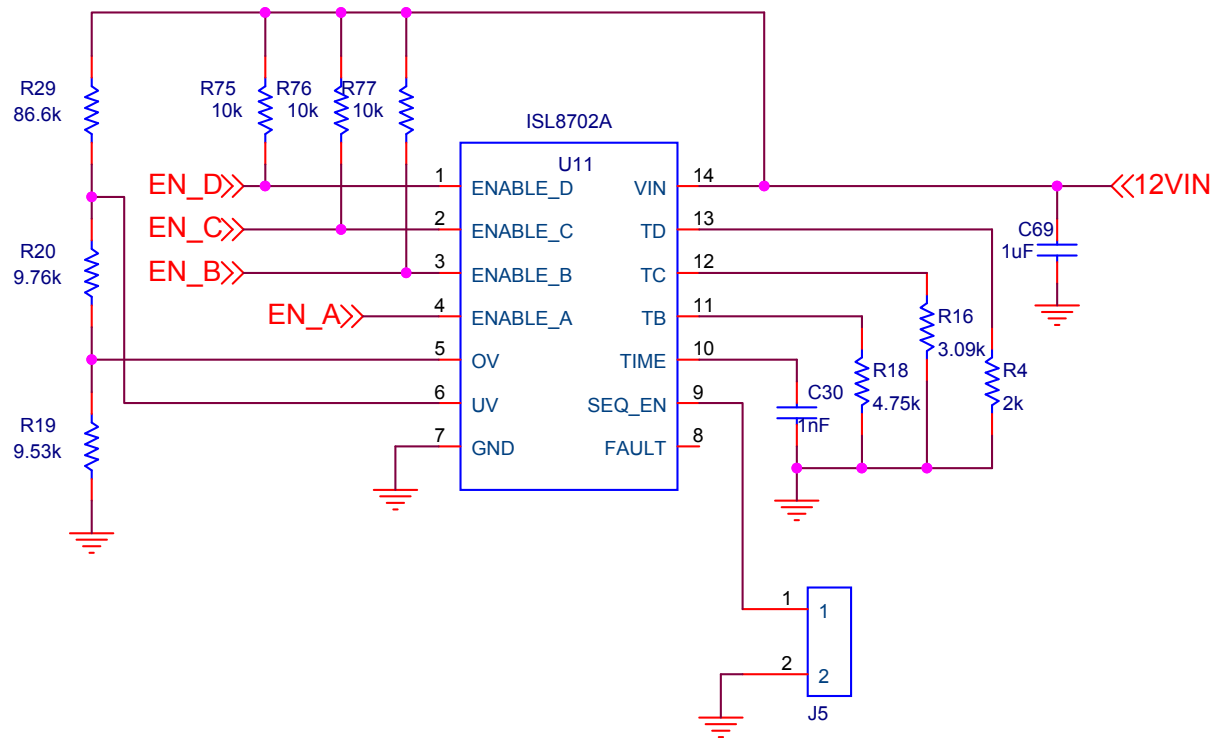 R29
86.6k
R75
10k
R76
10k
R77
10k
ISL8702A
U11
EN_D
1
ENABLE_D
VIN
14
12VIN
EN_C
2
ENABLE_C
TD
13
C69
1uF
R20
9.76k
EN_B
3
ENABLE_B
TC
12
EN_A
4
ENABLE_A
TB
11
R16
3.09k
5
OV
TIME
10
R18
4.75k
R4
2k
6
UV
SEQ_EN
9
C30
1nF
R19
9.53k
7
GND
FAULT
8
1
1
2
2
J5